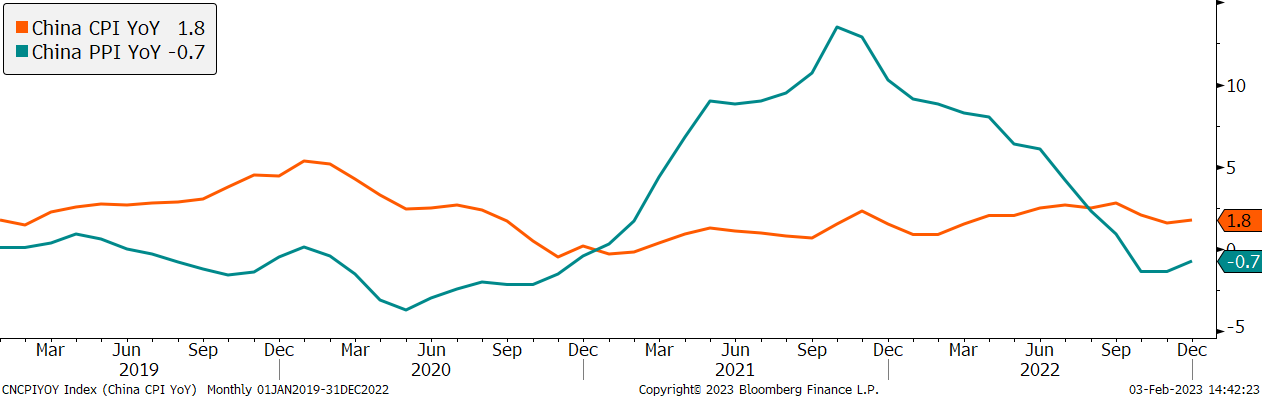 China CPI YoY 1.8
China PPI YoY -0.7
10
5
1.8
0
-0.7
-5
Mar Jun Sep Dec Mar Jun Sep Dec Mar Jun Sep Dec Mar Jun Sep Dec
2019 2020 2021 2022
CNCPIYOY Index (China CPI YoY) Monthly 01JAN2019-31DEC2022 Copyright© 2023 Bloomberg Finance L.P. 03-Feb-2023 14:42:23